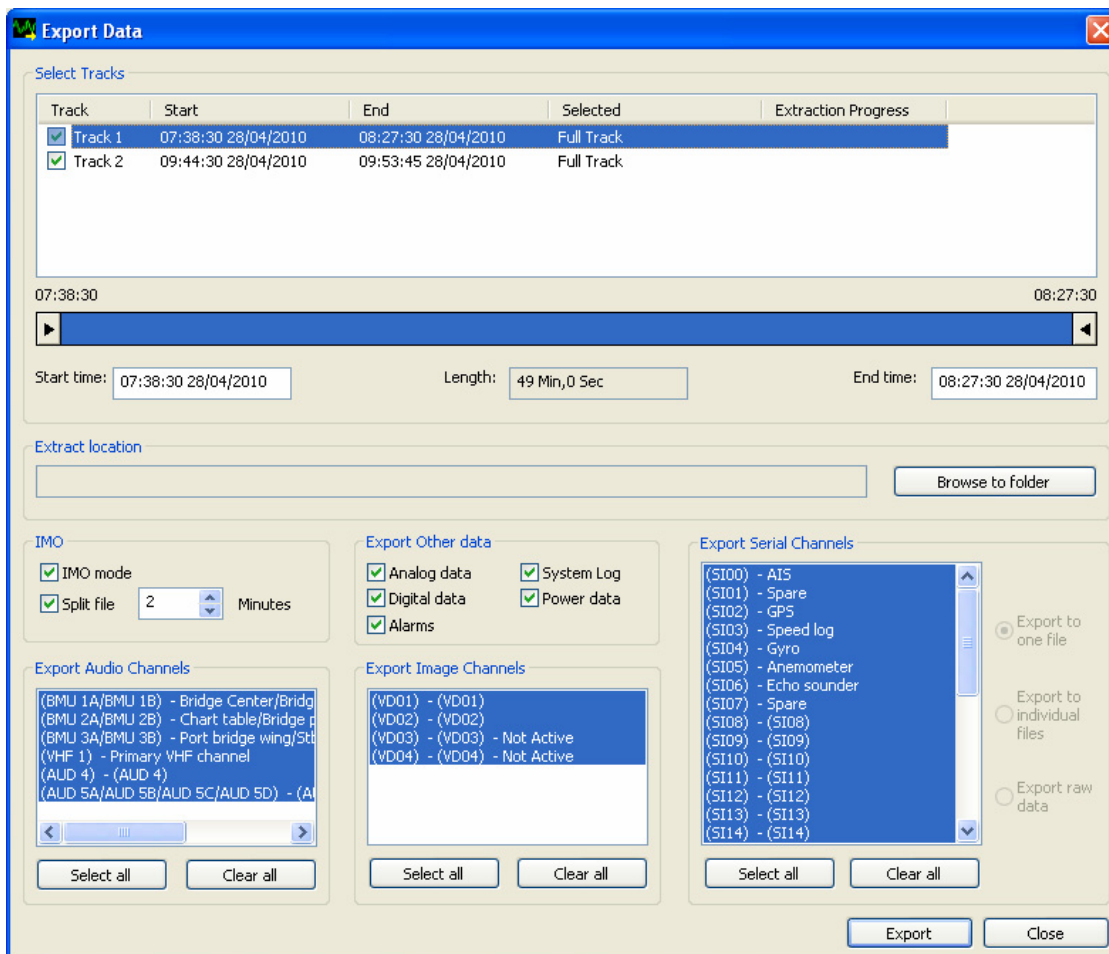 Export Data
Select Tracks
Track Start End Selected Extraction Progress
Track 1 07:38:30 28/04/2010 08:27:30 28/04/2010 Full Track
Track 2 09:44:30 28/04/2010 09:53:45 28/04/2010 Full Track
07:38:30 08:27:30
Start time: 07:38:30 28/04/2010 Length: 49 Min,0 Sec End time: 08:27:30 28/04/2010
Extract location
Browse to folder
IMO
IMO mode
Split file 2 Minutes
Export Other data
Analog data System Log
Digital data Power data
Alarms
Export Audio Channels
(BMU 1A/BMU 1B) - Bridge Center/Bridg
(BMU 2A/BMU 2B) - Chart table/Bridge p
(BMU 3A/BMU 3B) - Port bridge wing/Stb
(VHF 1) - Primary VHF channel
(AUD 4) - (AUD 4)
(AUD 5A/AUD 5B/AUD 5C/AUD 5D) - (AU
Select all Clear all
Export Image Channels
(VD01) - (VD01)
(VD02) - (VD02)
(VD03) - (VD03) - Not Active
(VD04) - (VD04) - Not Active
Select all Clear all
Export Serial Channels
(SI00) - AIS
(SI01) - Spare
(SI02) - GPS
(SI03) - Speed log
(SI04) - Gyro
(SI05) - Anemometer
(SI06) - Echo sounder
(SI07) - Spare
(SI08) - (SI08)
(SI09) - (SI09)
(SI10) - (SI10)
(SI11) - (SI11)
(SI12) - (SI12)
(SI13) - (SI13)
(SI14) - (SI14)
Select all Clear all
Export to
one file
Export to
individual
files
Export raw
data
Export Close